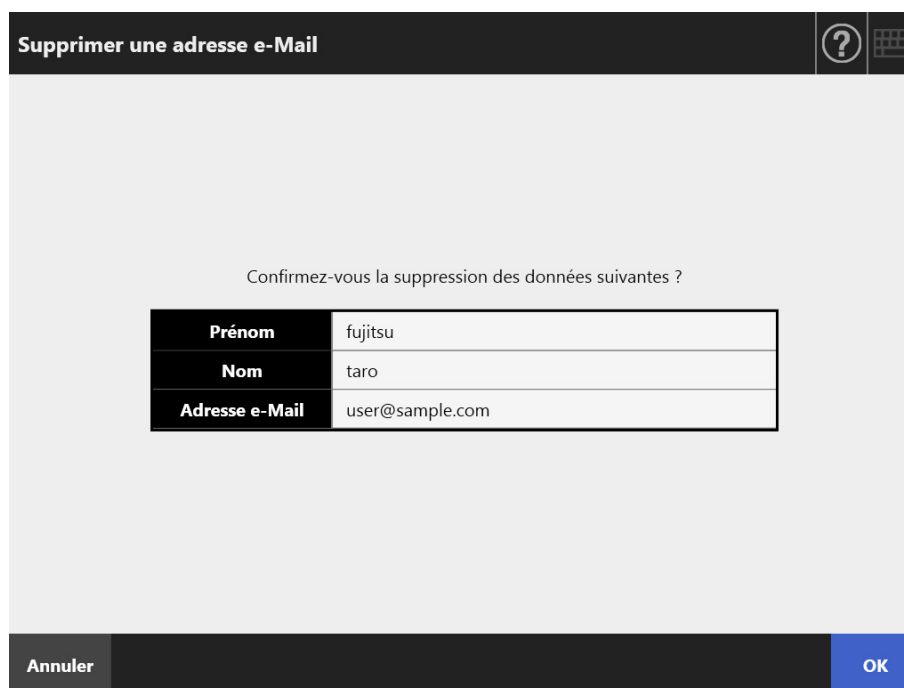 Supprimer une adresse e-Mail
?
Confirmez-vous la suppression des données suivantes ?
Prénom fujitsu
Nom taro
Adresse e-Mail user@sample.com
Annuler OK